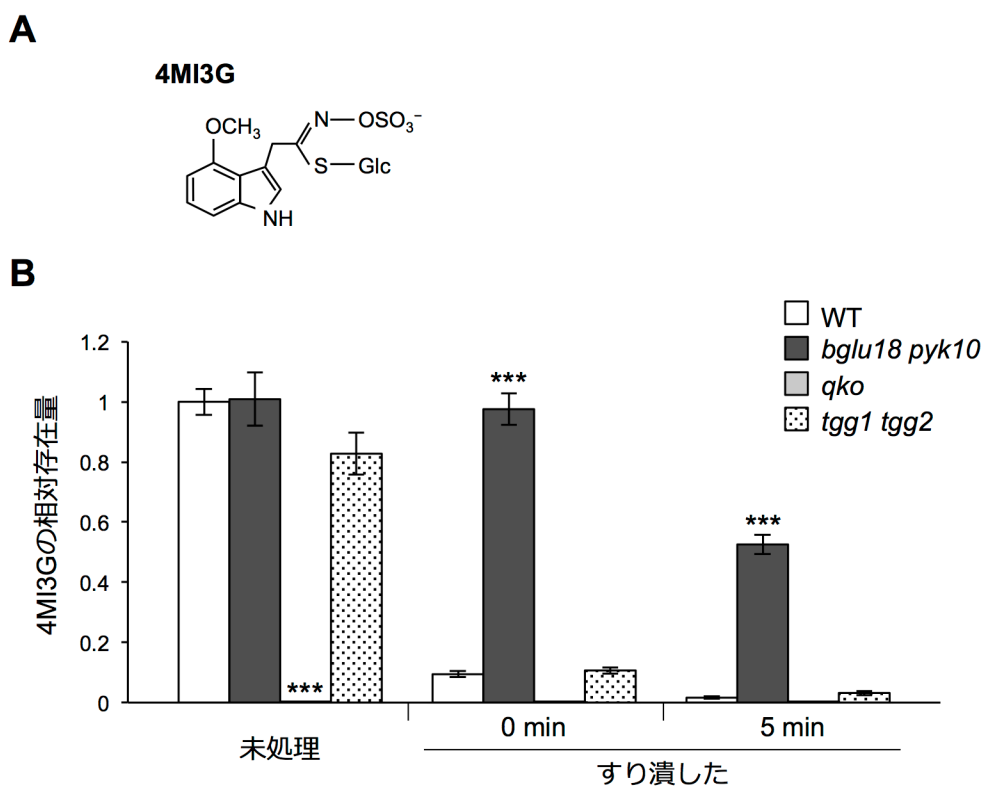 A
4MI3G
OCH₃
N
OSO₃⁻
S
Glc
NH
B
WT
bglu18 pyk10
qko
tgg1 tgg2
4MI3Gの相対存在量
1.2
1
0.8
0.6
0.4
0.2
0
***
***
***
未処理
0 min
5 min
すり潰した